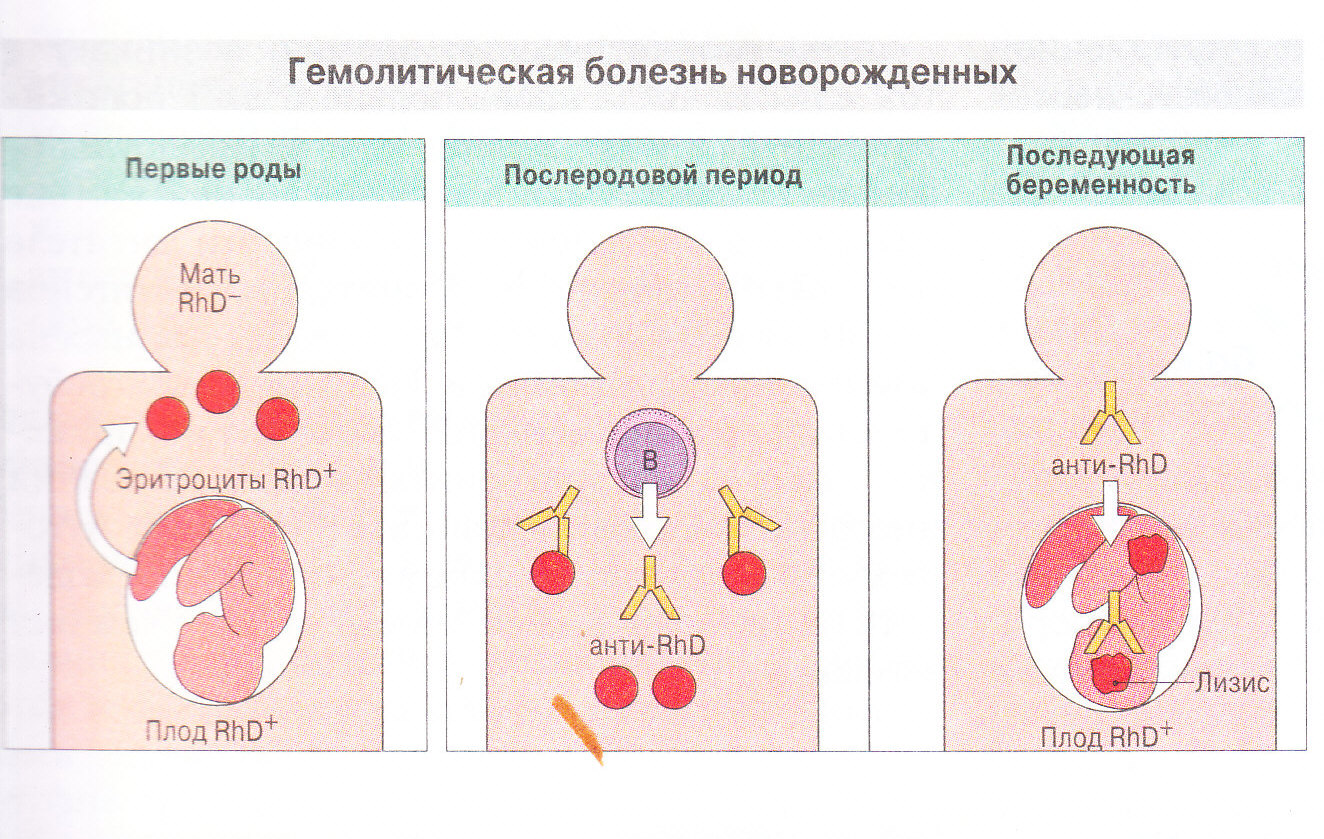 Гемолитическая болезнь новорожденных
Первые роды
Мать
RhD⁻
Эритроциты RhD⁺
Плод RhD⁺
Послеродовой период
В
анти-RhD
Последующая
беременность
анти-RhD
Лизис
Плод RhD⁺